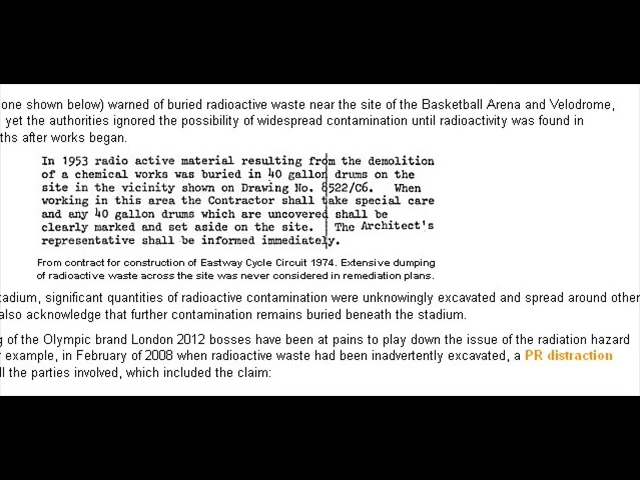 one shown below) warned of buried radioactive waste near the site of the Basketball Arena and Velodrome,
yet the authorities ignored the possibility of widespread contamination until radioactivity was found in
ths after works began.
In 1953 radio active material resulting from the demolition
of a chemical works was buried in 40 gallon drums on the
site in the vicinity shown on Drawing No. 8522/C6. When
working in this area the Contractor shall take special care
and any 40 gallon drums which are uncovered shall be
clearly marked and set aside on the site. The Architect's
representative shall be informed immediately.
From contract for construction of Eastway Cycle Circuit 1974. Extensive dumping
of radioactive waste across the site was never considered in remediation plans.
tadium, significant quantities of radioactive contamination were unknowingly excavated and spread around other
also acknowledge that further contamination remains buried beneath the stadium.
g of the Olympic brand London 2012 bosses have been at pains to play down the issue of the radiation hazard
r example, in February of 2008 when radioactive waste had been inadvertently excavated, a PR distraction
ll the parties involved, which included the claim: